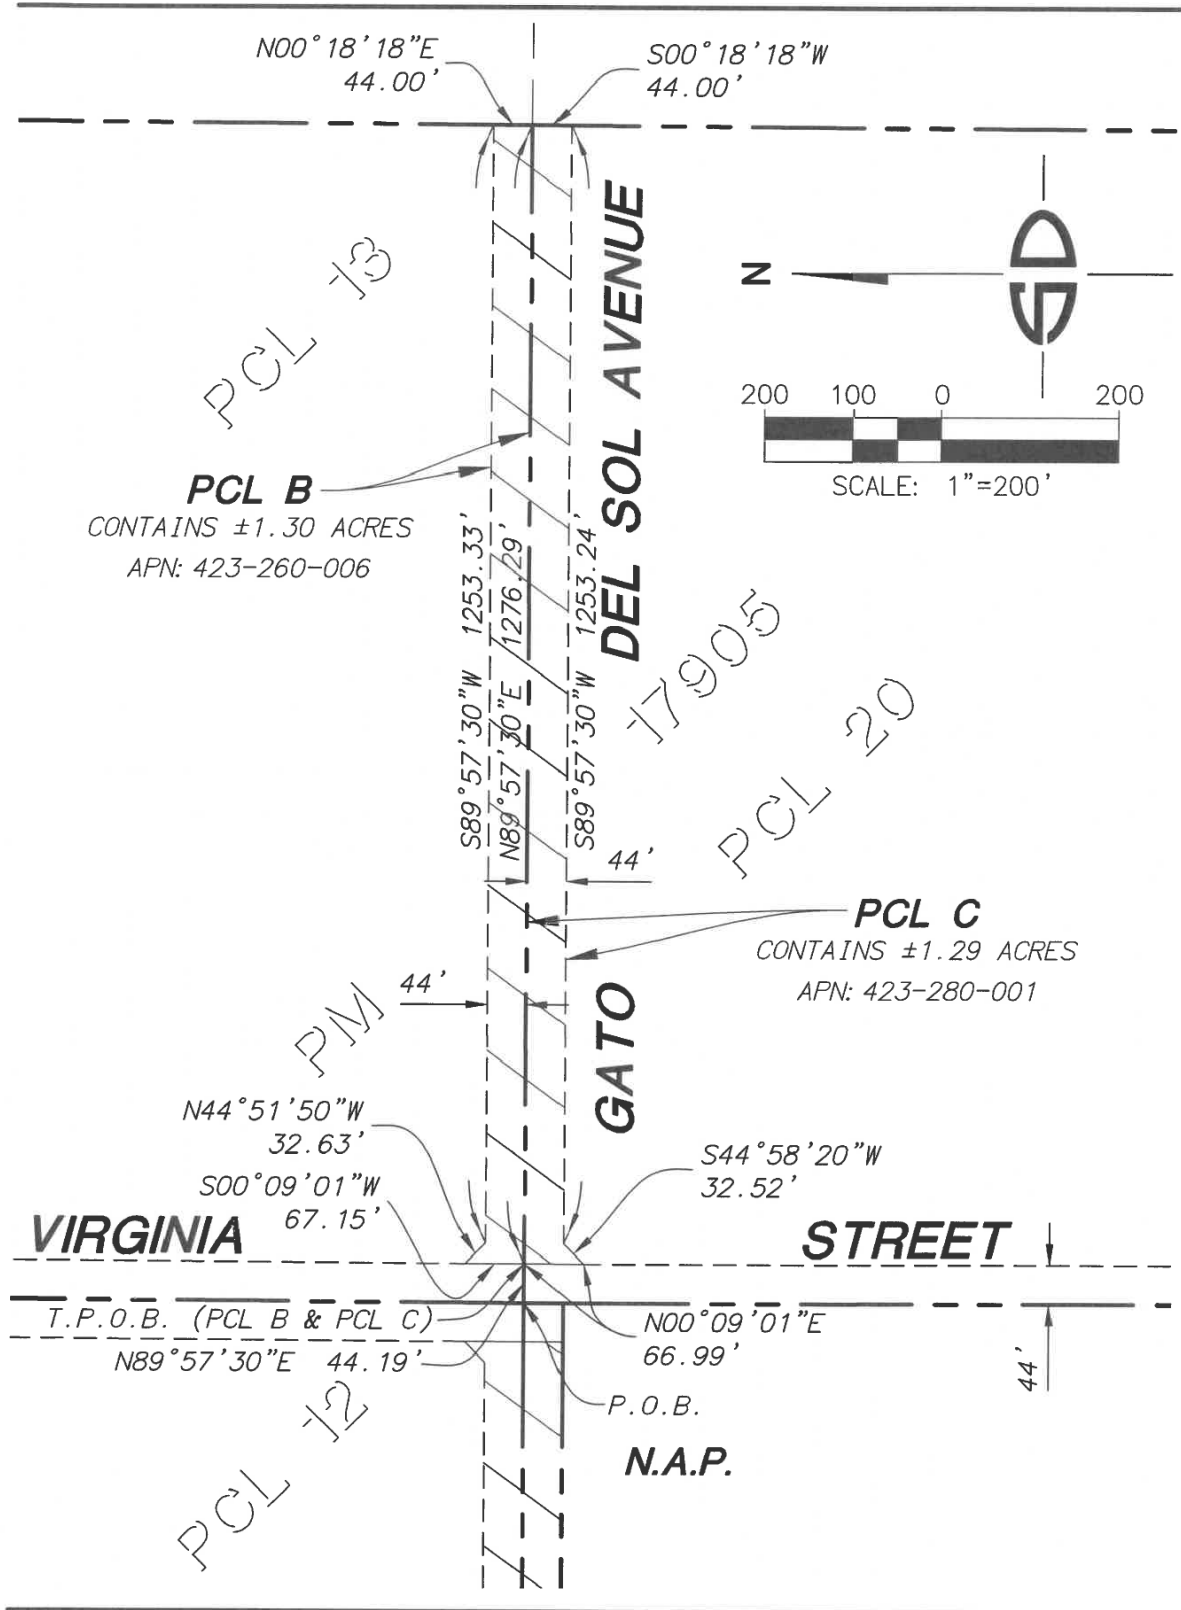 N00°18'18"E
44.00'
S00°18'18"W
44.00'
PCL 13
DEL SOL AVENUE
N
200 100 0 200
SCALE: 1"=200'
PCL B
CONTAINS ±1.30 ACRES
APN: 423-260-006
S89°57'30"W 1253.33'
N89°57'30"E 1276.29'
S89°57'30"W 1253.24'
17905
PCL 20
44'
PCL C
CONTAINS ±1.29 ACRES
APN: 423-280-001
44'
PM
GATO
N44°51'50"W
32.63'
S00°09'01"W
67.15'
S44°58'20"W
32.52'
VIRGINIA STREET
T.P.O.B. (PCL B & PCL C)
N89°57'30"E 44.19'
N00°09'01"E
66.99'
44'
P.O.B.
PCL 12
N.A.P.